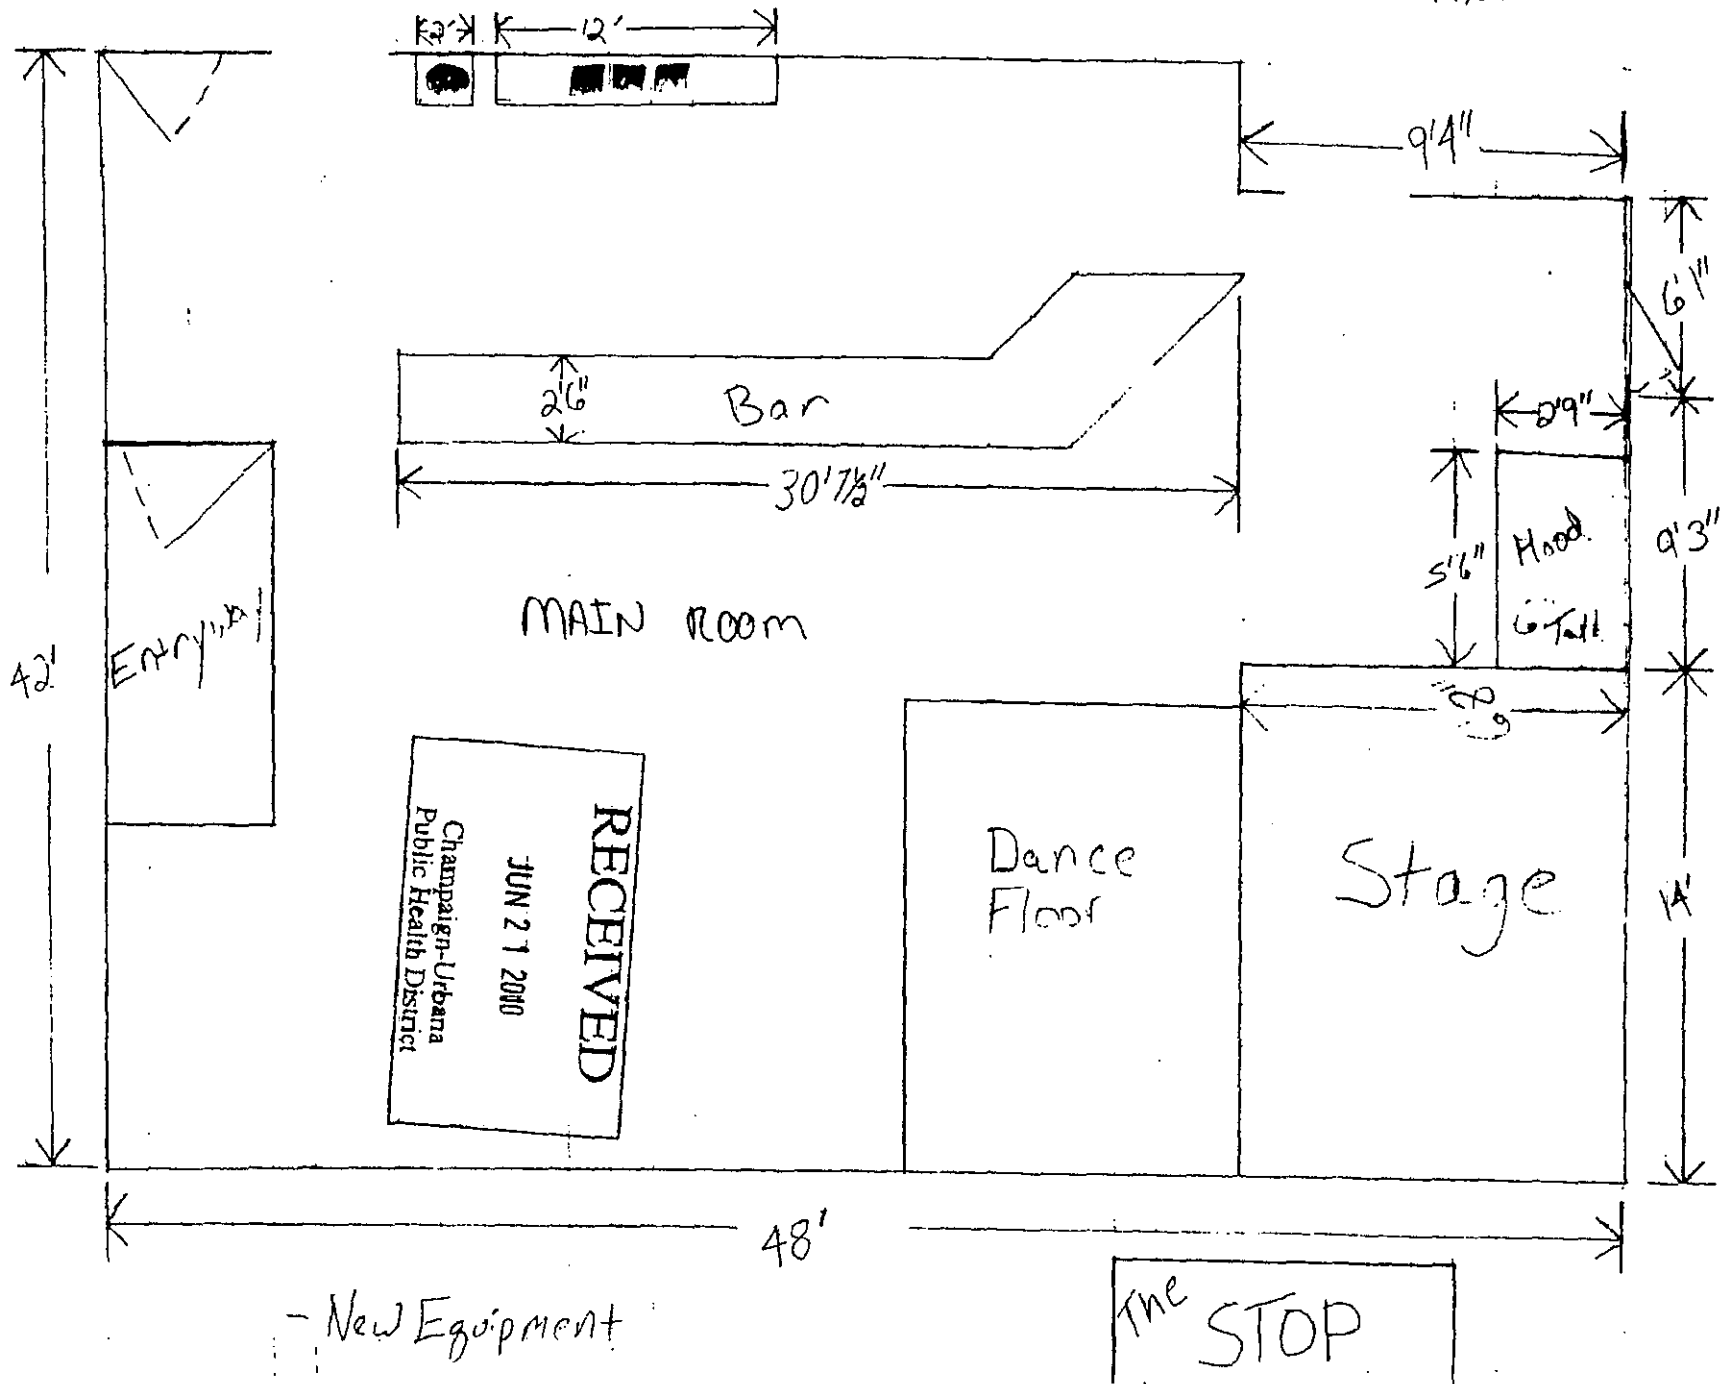 2'
12'
9'4"
6'1"
2'6"
Bar
2'9"
30'7½"
5'6"
Hood
6' Tall
9'3"
MAIN ROOM
Entry
42'
RECEIVED
JUN 27 2000
Champaign-Urbana
Public Health District
Dance
Floor
Stage
14'
48'
- New Equipment
The
STOP